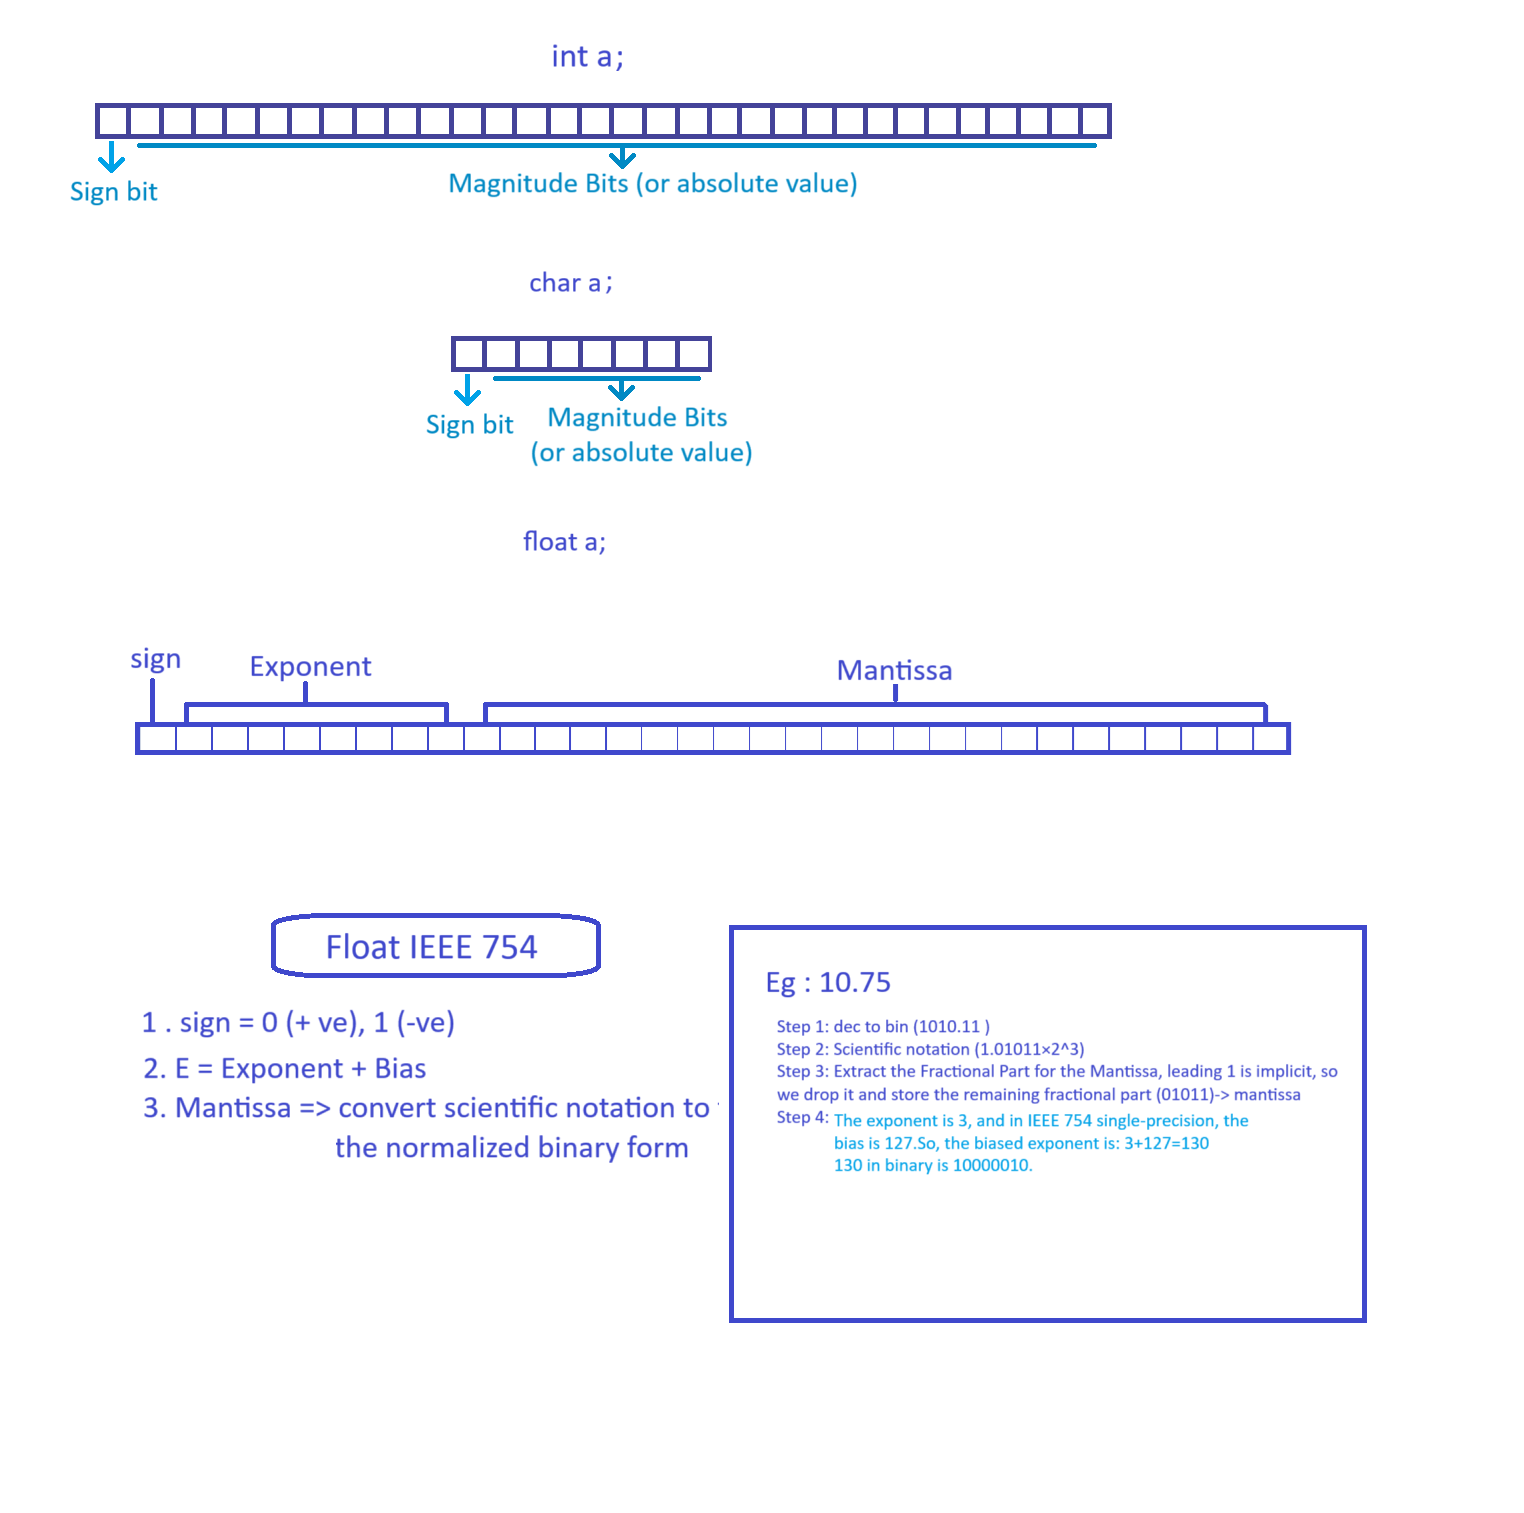 int a;
Sign bit
Magnitude Bits (or absolute value)
char a;
Sign bit
Magnitude Bits
(or absolute value)
float a;
sign
Exponent
Mantissa
Float IEEE 754
1 . sign = 0 (+ ve), 1 (-ve)
2. E = Exponent + Bias
3. Mantissa => convert scientific notation to
the normalized binary form
Eg : 10.75
Step 1: dec to bin (1010.11 )
Step 2: Scientific notation (1.01011×2^3)
Step 3: Extract the Fractional Part for the Mantissa, leading 1 is implicit, so
we drop it and store the remaining fractional part (01011)-> mantissa
Step 4: The exponent is 3, and in IEEE 754 single-precision, the
bias is 127.So, the biased exponent is: 3+127=130
130 in binary is 10000010.